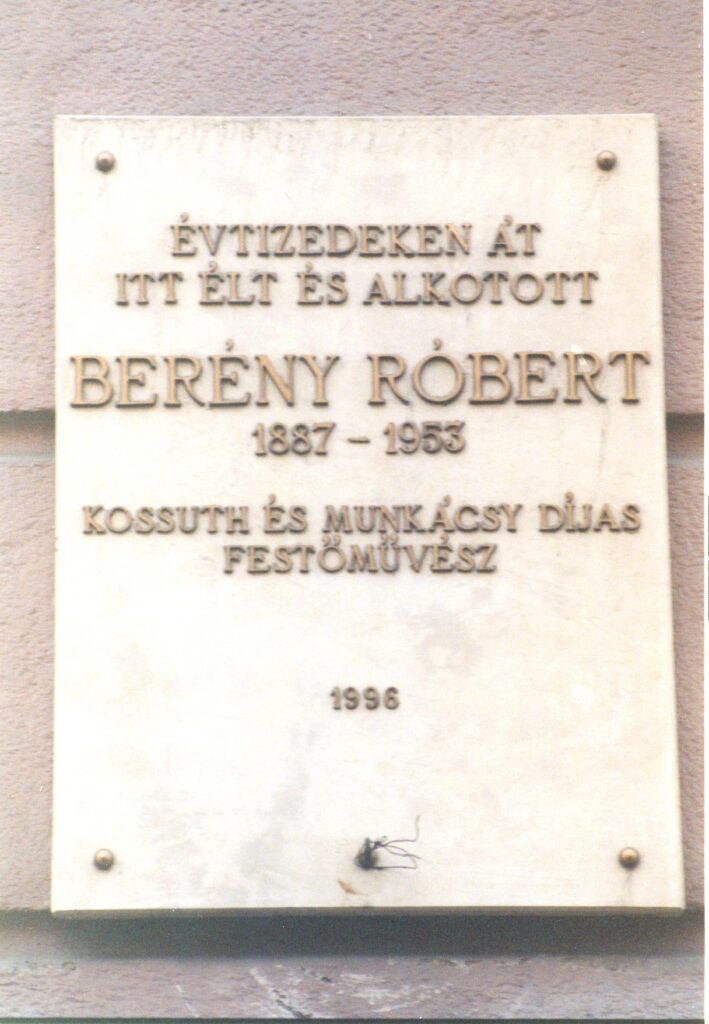 ÉVTIZEDEKEN ÁT
ITT ÉLT ÉS ALKOTOTT
BERÉNY RÓBERT
1887 – 1953
KOSSUTH ÉS MUNKÁCSY DÍJAS
FESTŐMŰVÉSZ
1996